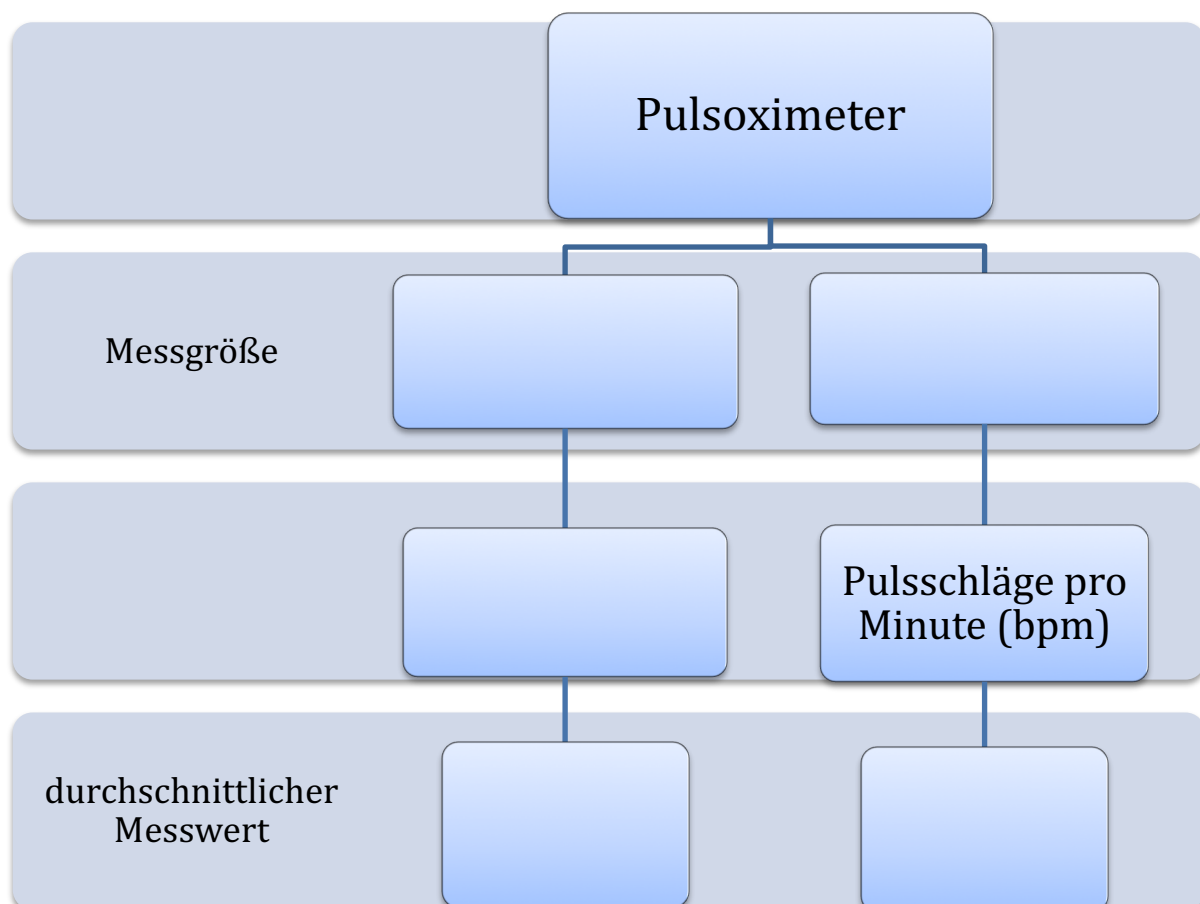 Pulsoximeter
Messgröße
Pulsschläge pro
Minute (bpm)
durchschnittlicher
Messwert